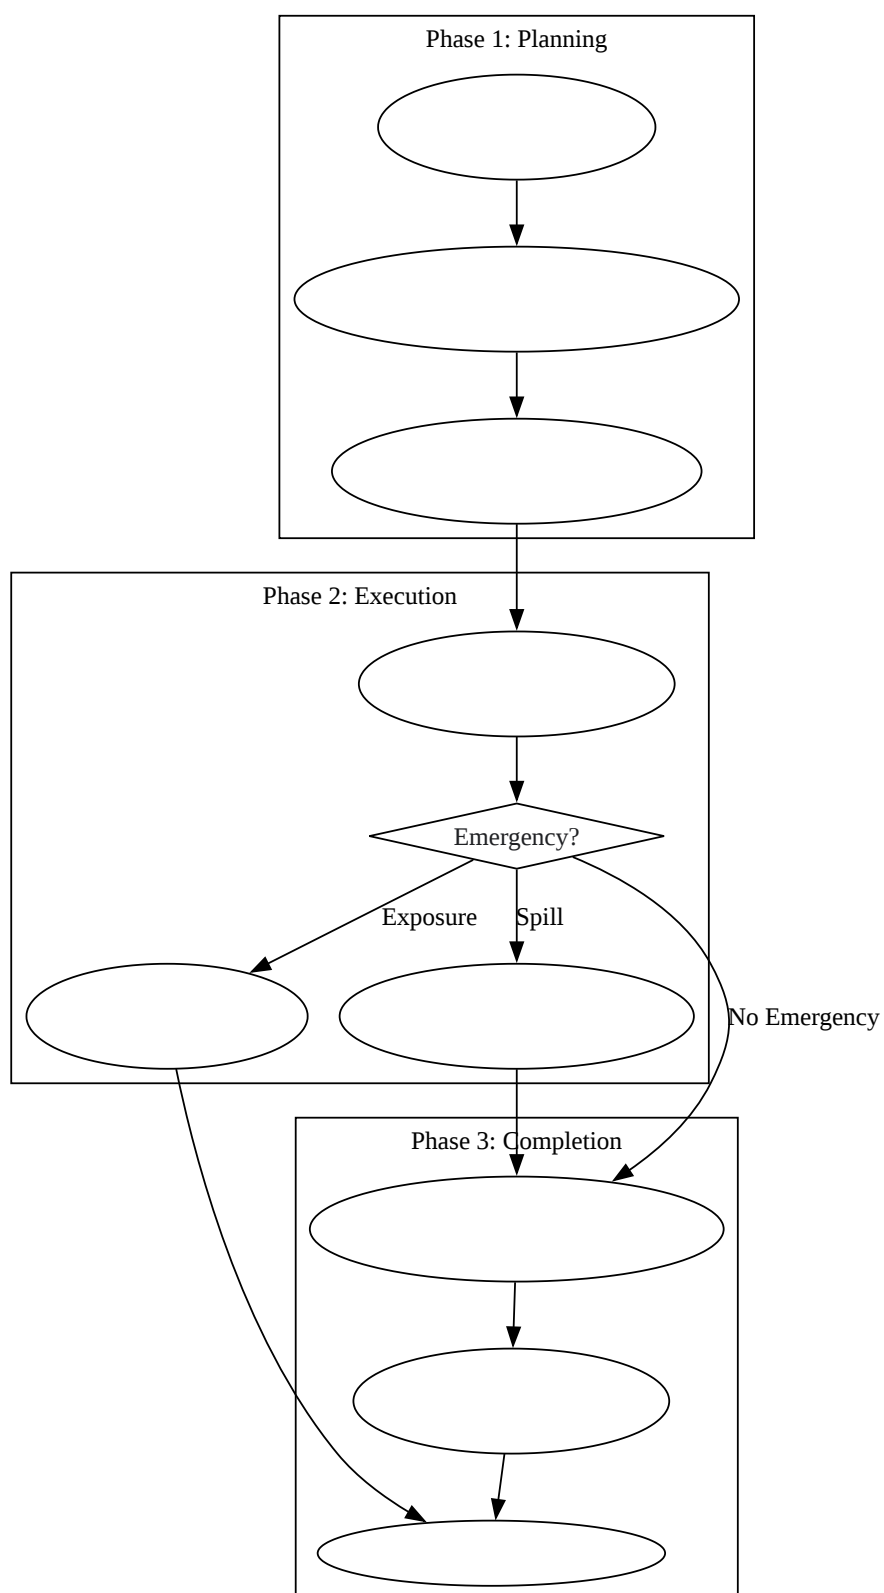 Phase 1: Planning
Phase 2: Execution
Emergency?
Exposure
Spill
No Emergency
Phase 3: Completion